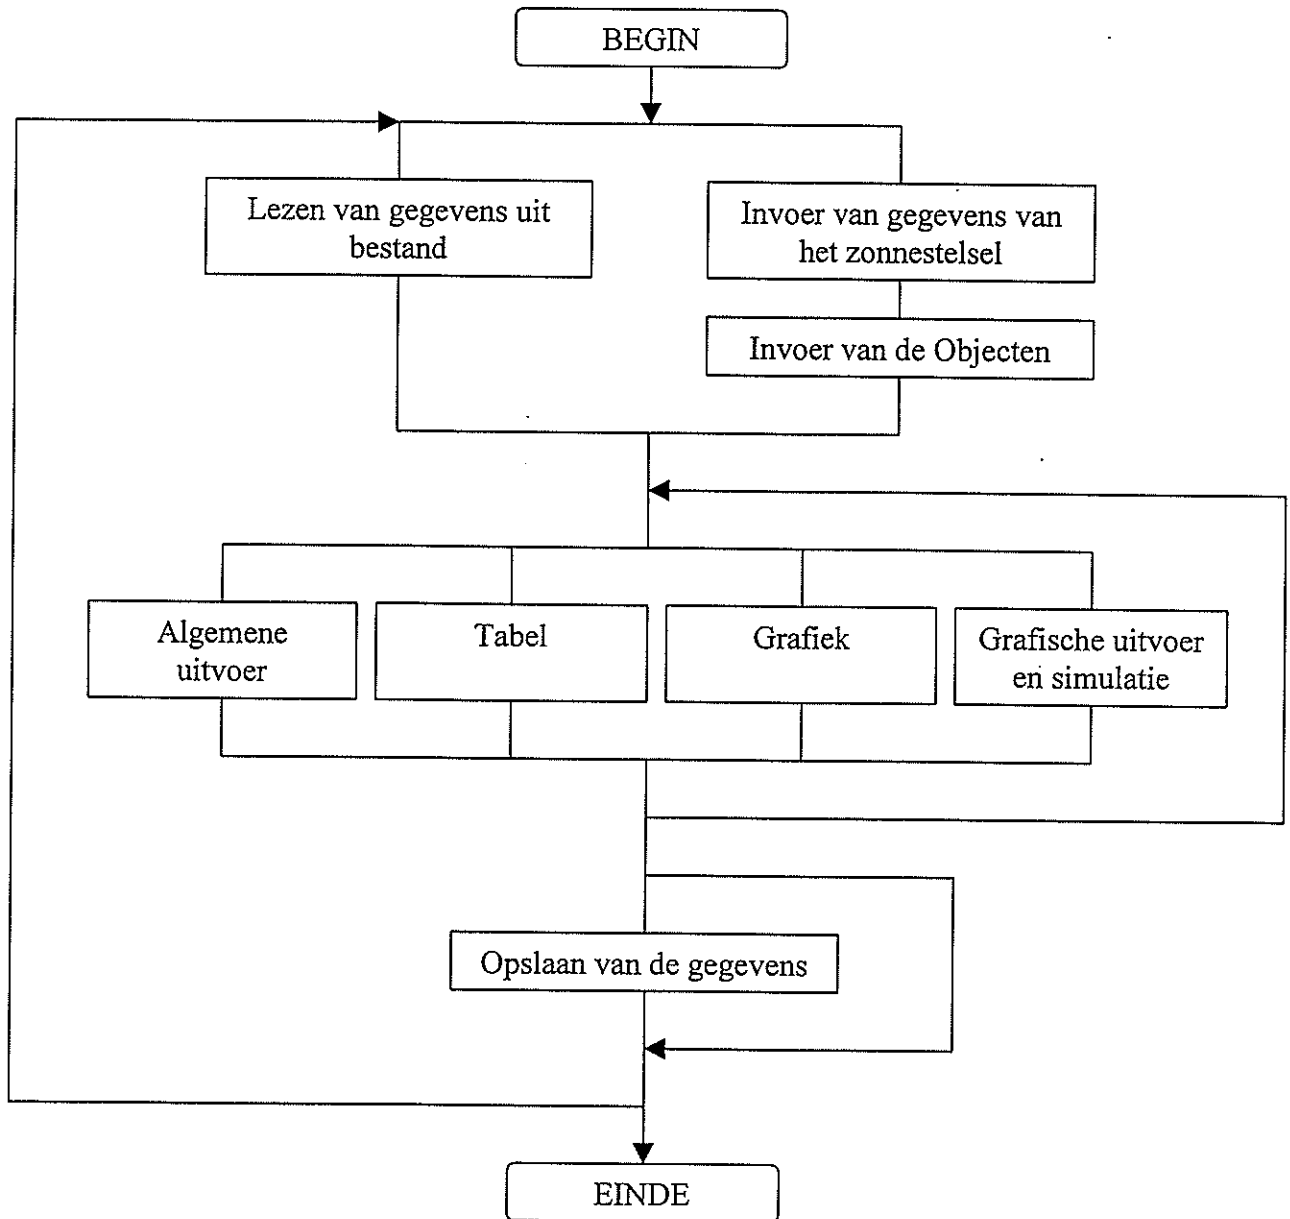 BEGIN
Lezen van gegevens uit
bestand
Invoer van gegevens van
het zonnestelsel
Invoer van de Objecten
Algemene
uitvoer
Tabel
Grafiek
Grafische uitvoer
en simulatie
Opslaan van de gegevens
EINDE